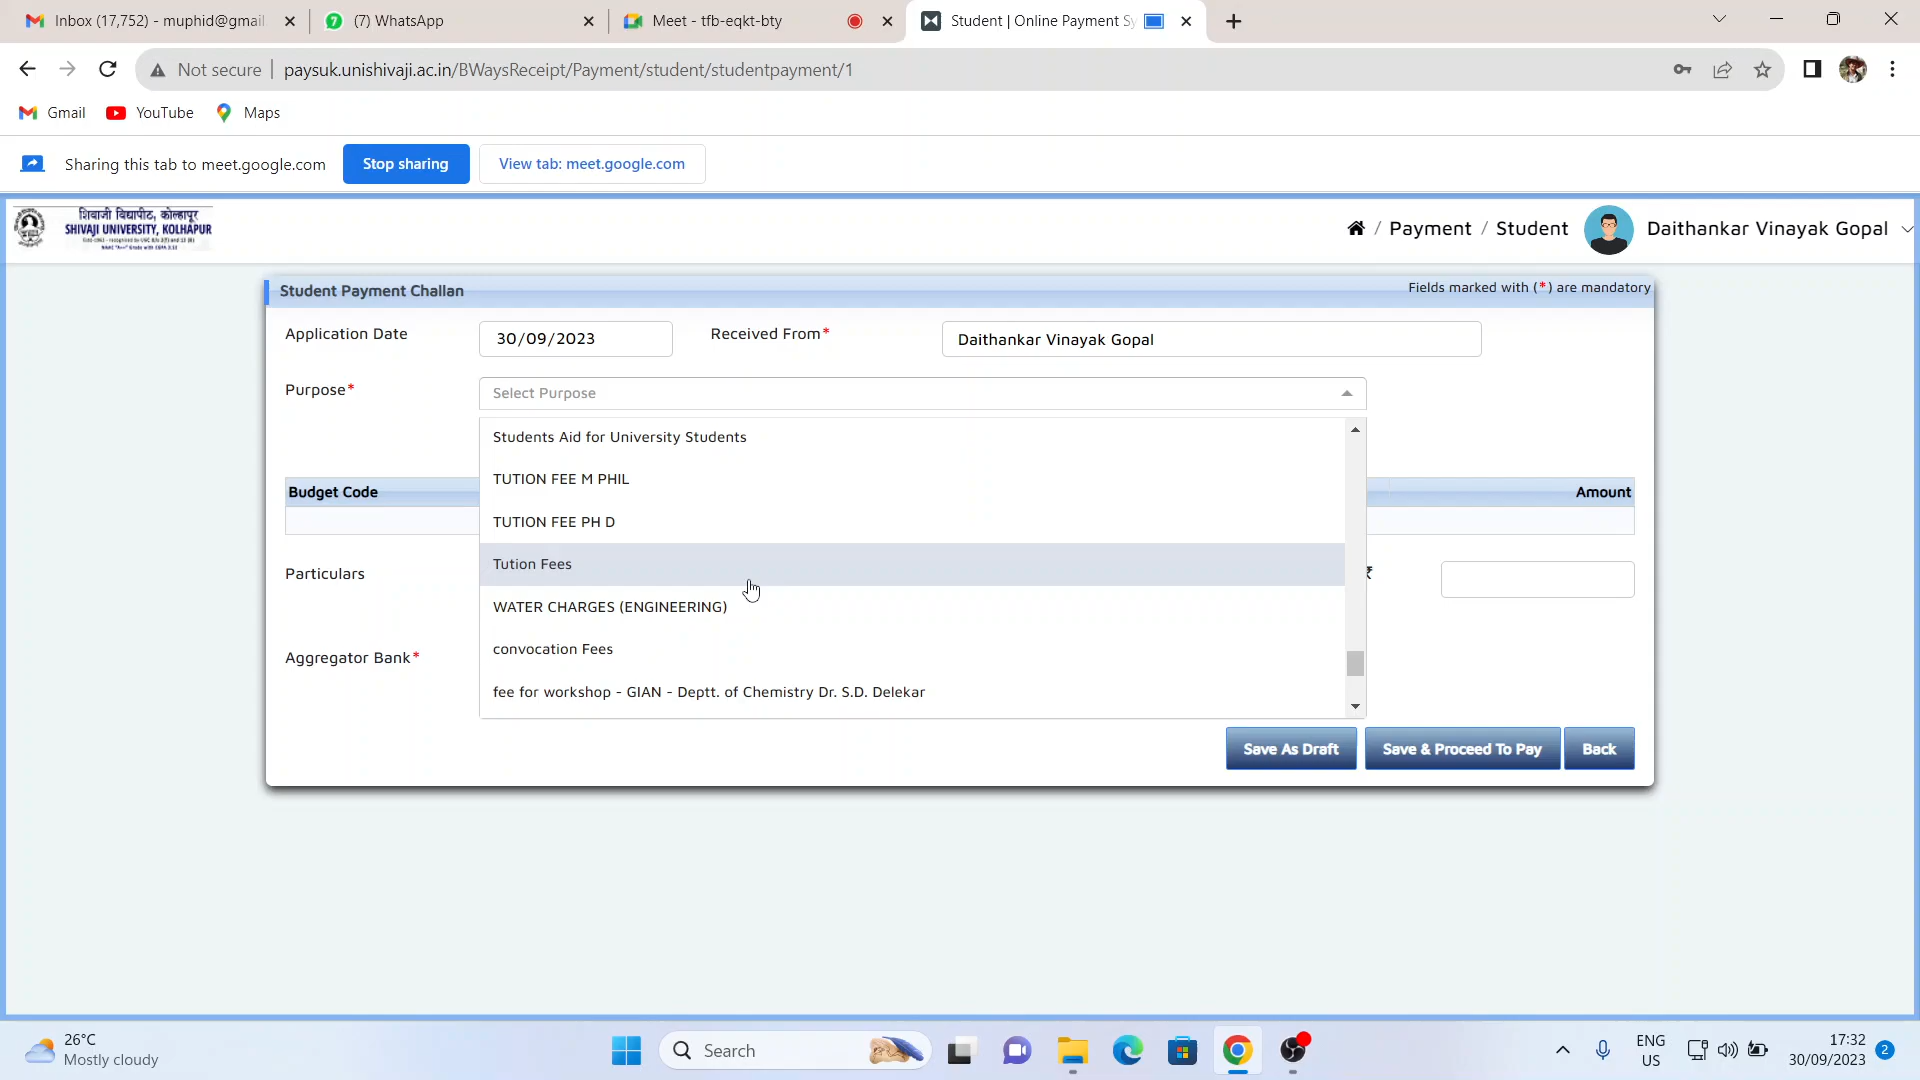 Inbox (17,752) - muphid@gmail
(7) WhatsApp
Meet - tfb-eqkt-bty
Student | Online Payment Sy
Not secure
paysuk.unishivaji.ac.in/BWaysReceipt/Payment/student/studentpayment/1
Gmail
YouTube
Maps
Sharing this tab to meet.google.com
Stop sharing
View tab: meet.google.com
शिवाजी विद्यापीठ, कोल्हापूर
SHIVAJI UNIVERSITY, KOLHAPUR
/ Payment / Student
Daithankar Vinayak Gopal
Student Payment Challan
Fields marked with (*) are mandatory
Application Date
30/09/2023
Received From*
Daithankar Vinayak Gopal
Purpose*
Select Purpose
Students Aid for University Students
TUTION FEE M PHIL
Budget Code
Amount
TUTION FEE PH D
Tution Fees
Particulars
₹
WATER CHARGES (ENGINEERING)
convocation Fees
Aggregator Bank*
fee for workshop - GIAN - Deptt. of Chemistry Dr. S.D. Delekar
Save As Draft
Save & Proceed To Pay
Back
26°C
Mostly cloudy
Search
ENG
US
17:32
30/09/2023
2